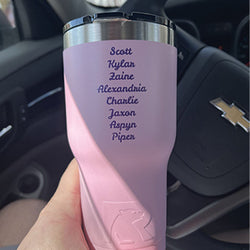 Scott
Kylar
Zaine
Alexandria
Charlie
Jaxon
Aspyn
Piper